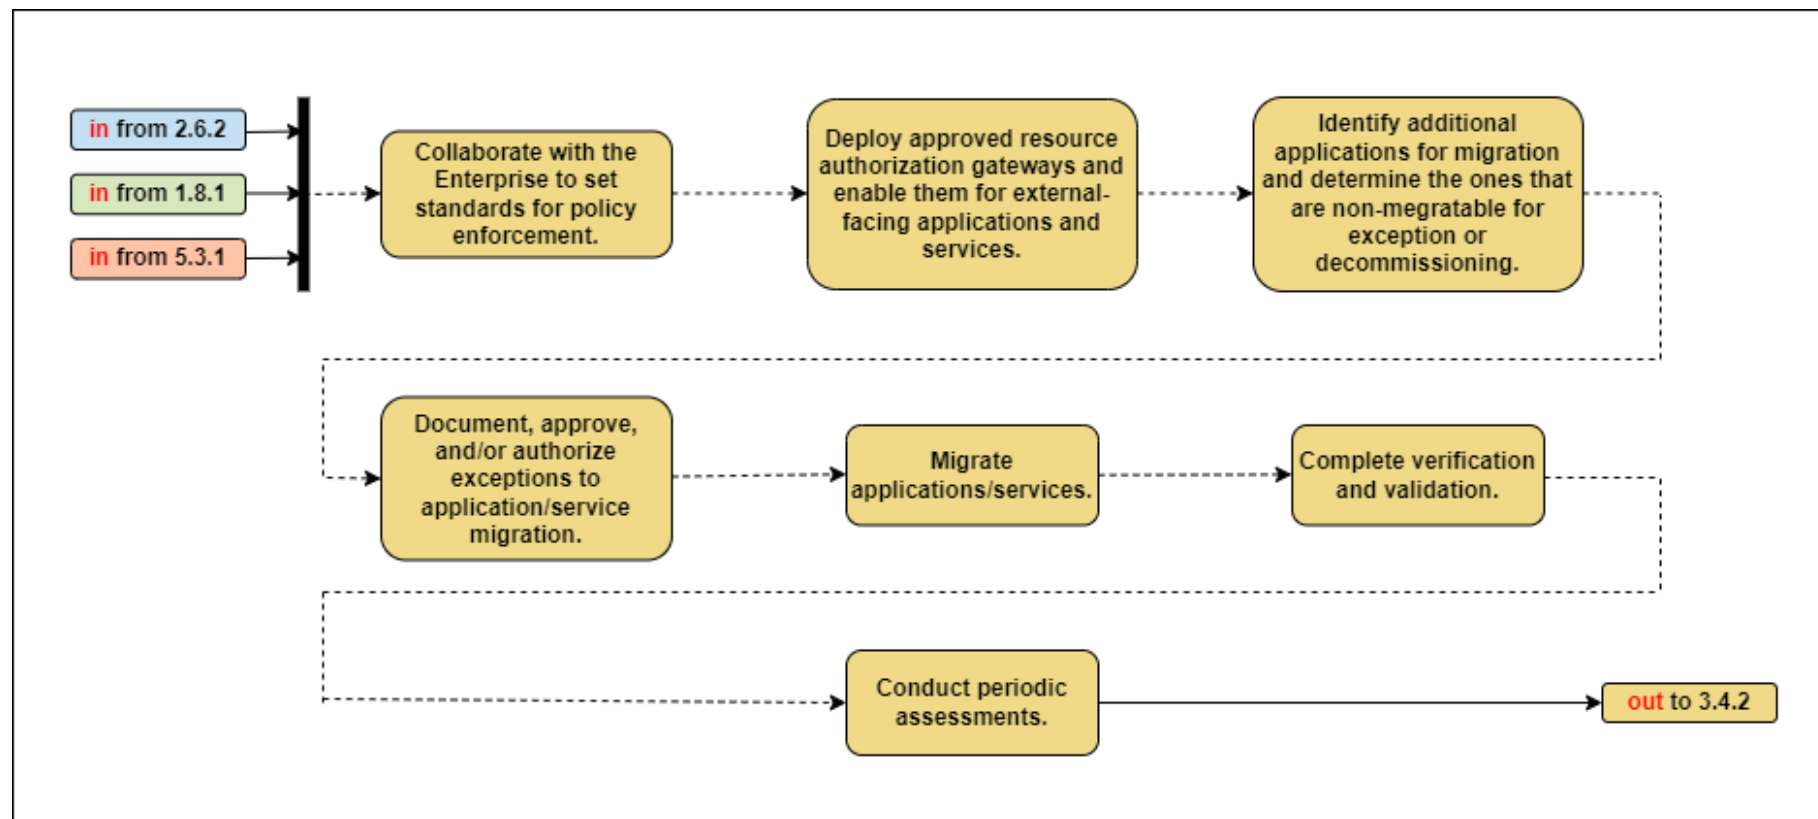 in from 2.6.2
in from 1.8.1
in from 5.3.1
Collaborate with the
Enterprise to set
standards for policy
enforcement.
Deploy approved resource
authorization gateways and
enable them for external-
facing applications and
services.
Identify additional
applications for migration
and determine the ones that
are non-megratable for
exception or
decommissioning.
Document, approve,
and/or authorize
exceptions to
application/service
migration.
Migrate
applications/services.
Complete verification
and validation.
Conduct periodic
assessments.
out to 3.4.2